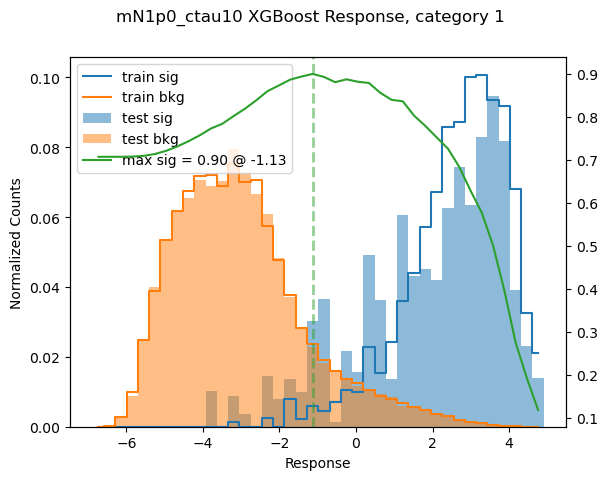 mN1p0_ctau10 XGBoost Response, category 1
train sig
train bkg
test sig
test bkg
max sig = 0.90 @ -1.13
Normalized Counts
0.10
0.08
0.06
0.04
0.02
0.00
0.9
0.8
0.7
0.6
0.5
0.4
0.3
0.2
0.1
−6 −4 −2 0 2 4
Response